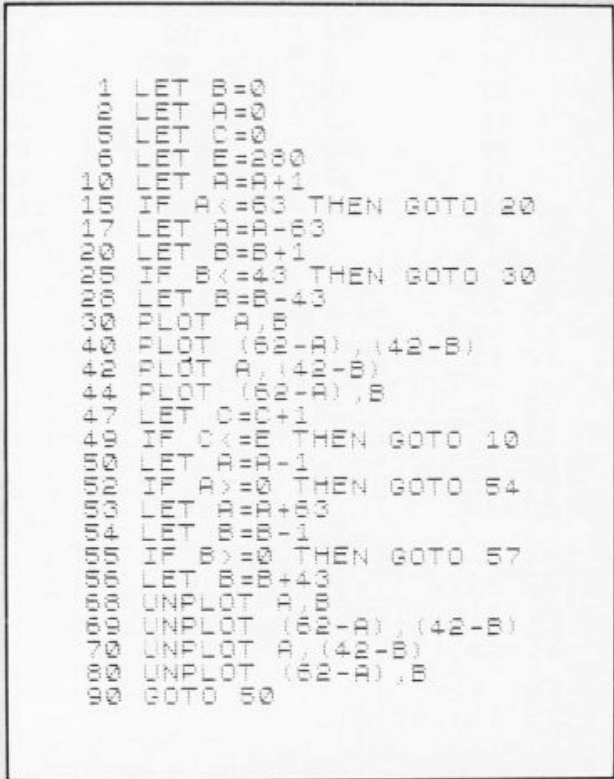 1 LET B=0
2 LET A=0
5 LET C=0
6 LET E=280
10 LET A=A+1
15 IF A<=63 THEN GOTO 20
17 LET A=A-63
20 LET B=B+1
25 IF B<=43 THEN GOTO 30
28 LET B=B-43
30 PLOT A,B
40 PLOT (62-A),(42-B)
42 PLOT A,(42-B)
44 PLOT (62-A),B
47 LET C=C+1
49 IF C<=E THEN GOTO 10
50 LET A=A-1
52 IF A>=0 THEN GOTO 54
53 LET A=A+63
54 LET B=B-1
55 IF B>=0 THEN GOTO 57
56 LET B=B+43
68 UNPLOT A,B
69 UNPLOT (62-A),(42-B)
70 UNPLOT A,(42-B)
80 UNPLOT (62-A),B
90 GOTO 50